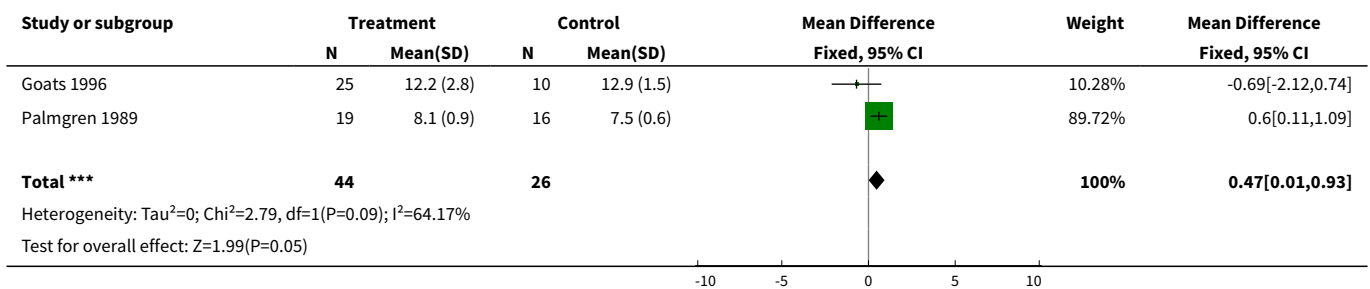 Study or subgroup Treatment Control Mean Difference Weight Mean Difference
N Mean(SD) N Mean(SD) Fixed, 95% CI Fixed, 95% CI
Goats 1996 25 12.2 (2.8) 10 12.9 (1.5) 10.28% -0.69[-2.12,0.74]
Palmgren 1989 19 8.1 (0.9) 16 7.5 (0.6) 89.72% 0.6[0.11,1.09]
Total *** 44 26 100% 0.47[0.01,0.93]
Heterogeneity: Tau²=0; Chi²=2.79, df=1(P=0.09); I²=64.17%
Test for overall effect: Z=1.99(P=0.05)
-10 -5 0 5 10